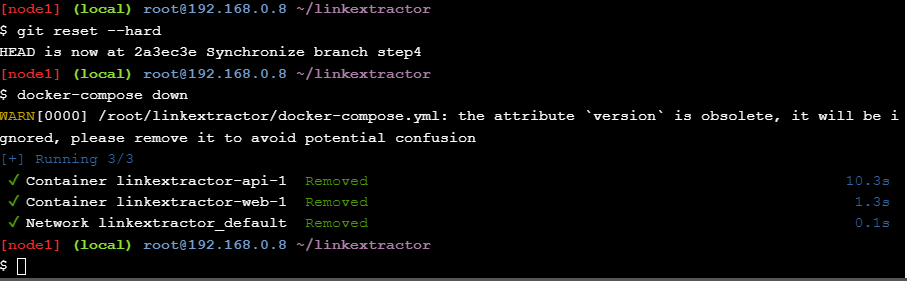 [node1] (local) root@192.168.0.8 ~/linkextractor
$ git reset --hard
HEAD is now at 2a3ec3e Synchronize branch step4
[node1] (local) root@192.168.0.8 ~/linkextractor
$ docker-compose down
WARN[0000] /root/linkextractor/docker-compose.yml: the attribute `version` is obsolete, it will be i
gnored, please remove it to avoid potential confusion
[+] Running 3/3
✓ Container linkextractor-api-1 Removed 10.3s
✓ Container linkextractor-web-1 Removed 1.3s
✓ Network linkextractor_default Removed 0.1s
[node1] (local) root@192.168.0.8 ~/linkextractor
$